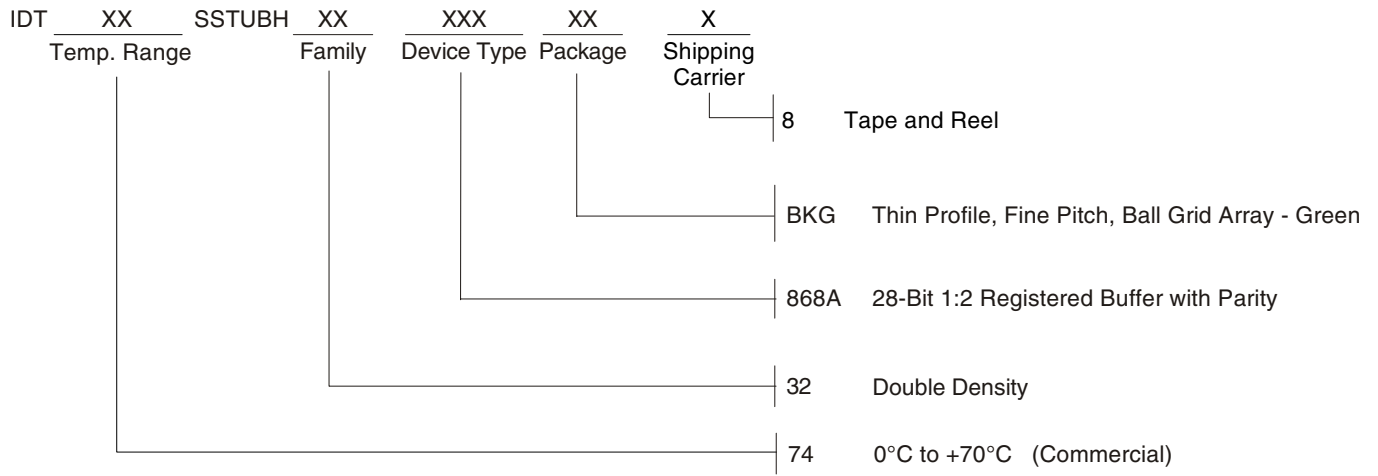 IDT XX SSTUBH XX XXX XX X
Temp. Range Family Device Type Package Shipping
Carrier
8 Tape and Reel
BKG Thin Profile, Fine Pitch, Ball Grid Array - Green
868A 28-Bit 1:2 Registered Buffer with Parity
32 Double Density
74 0°C to +70°C (Commercial)